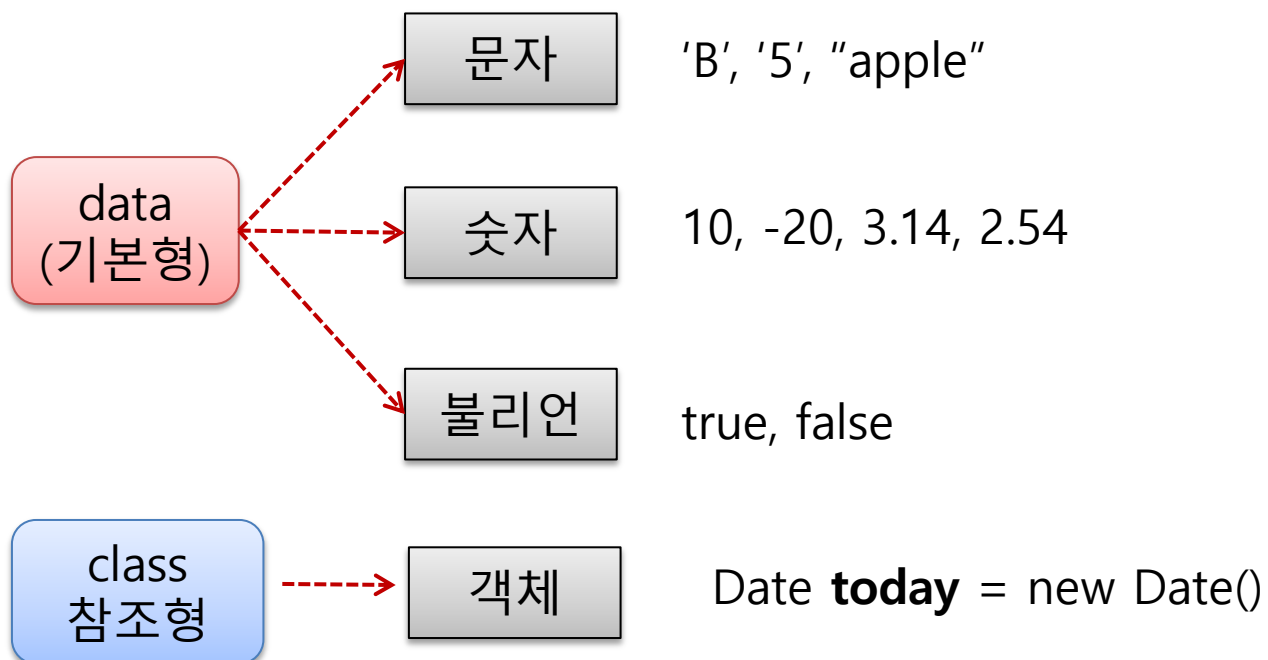 문자
‘B’, ‘5’, “apple”
data
(기본형)
숫자
10, -20, 3.14, 2.54
불리언
true, false
class
참조형
객체
Date today = new Date()